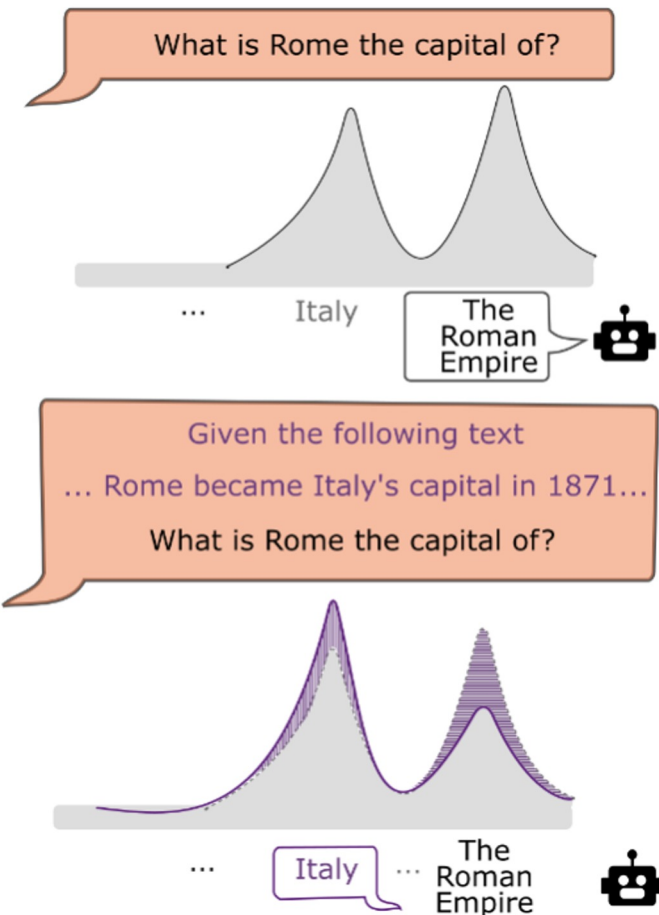 What is Rome the capital of?
... Italy The
Roman
Empire
Given the following text
... Rome became Italy's capital in 1871...
What is Rome the capital of?
... Italy ... The
Roman
Empire